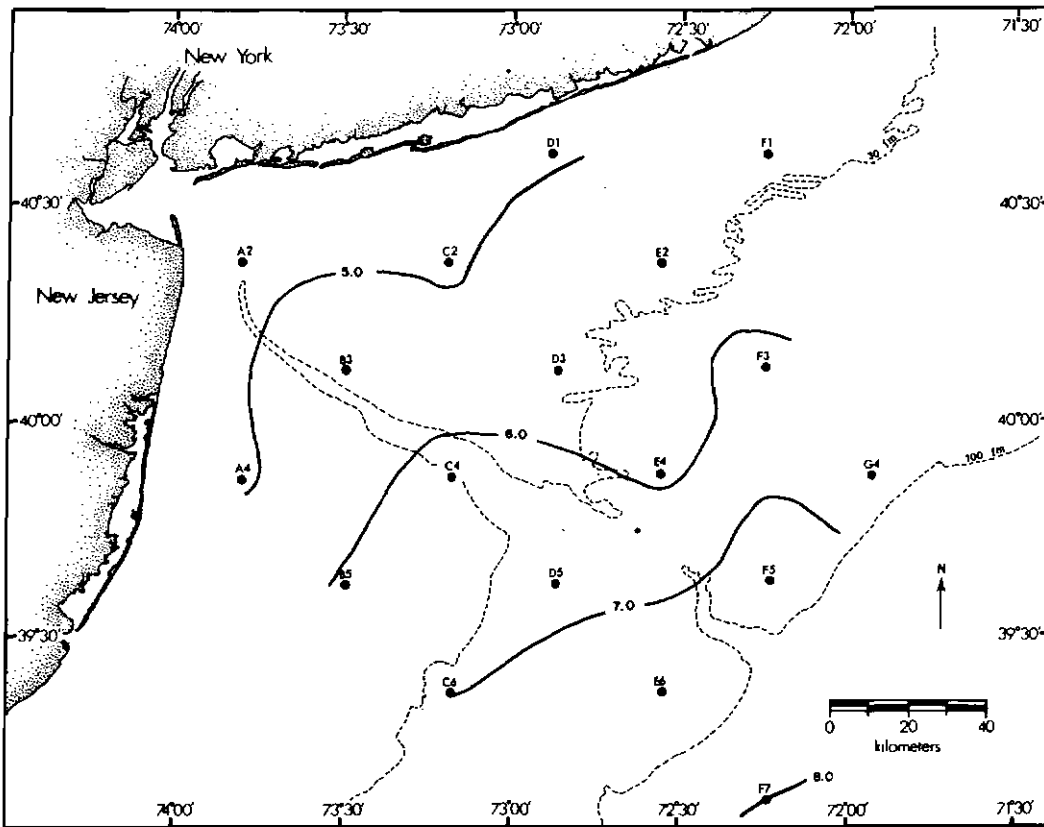 74°00' 73°30' 73°00' 72°30' 72°00' 71°30'
New York
D1 F1
30 fm
40°30' 40°30'
A2 C2 E2
5.0
New Jersey
B3 D3 F3
40°00' 40°00'
6.0
A4 C4 E4 G4
100 fm
B5 D5 F5
N
7.0
39°30' 39°30'
C6 E6
0 20 40
kilometers
8.0
F7
74°00' 73°30' 73°00' 72°30' 72°00' 71°30'